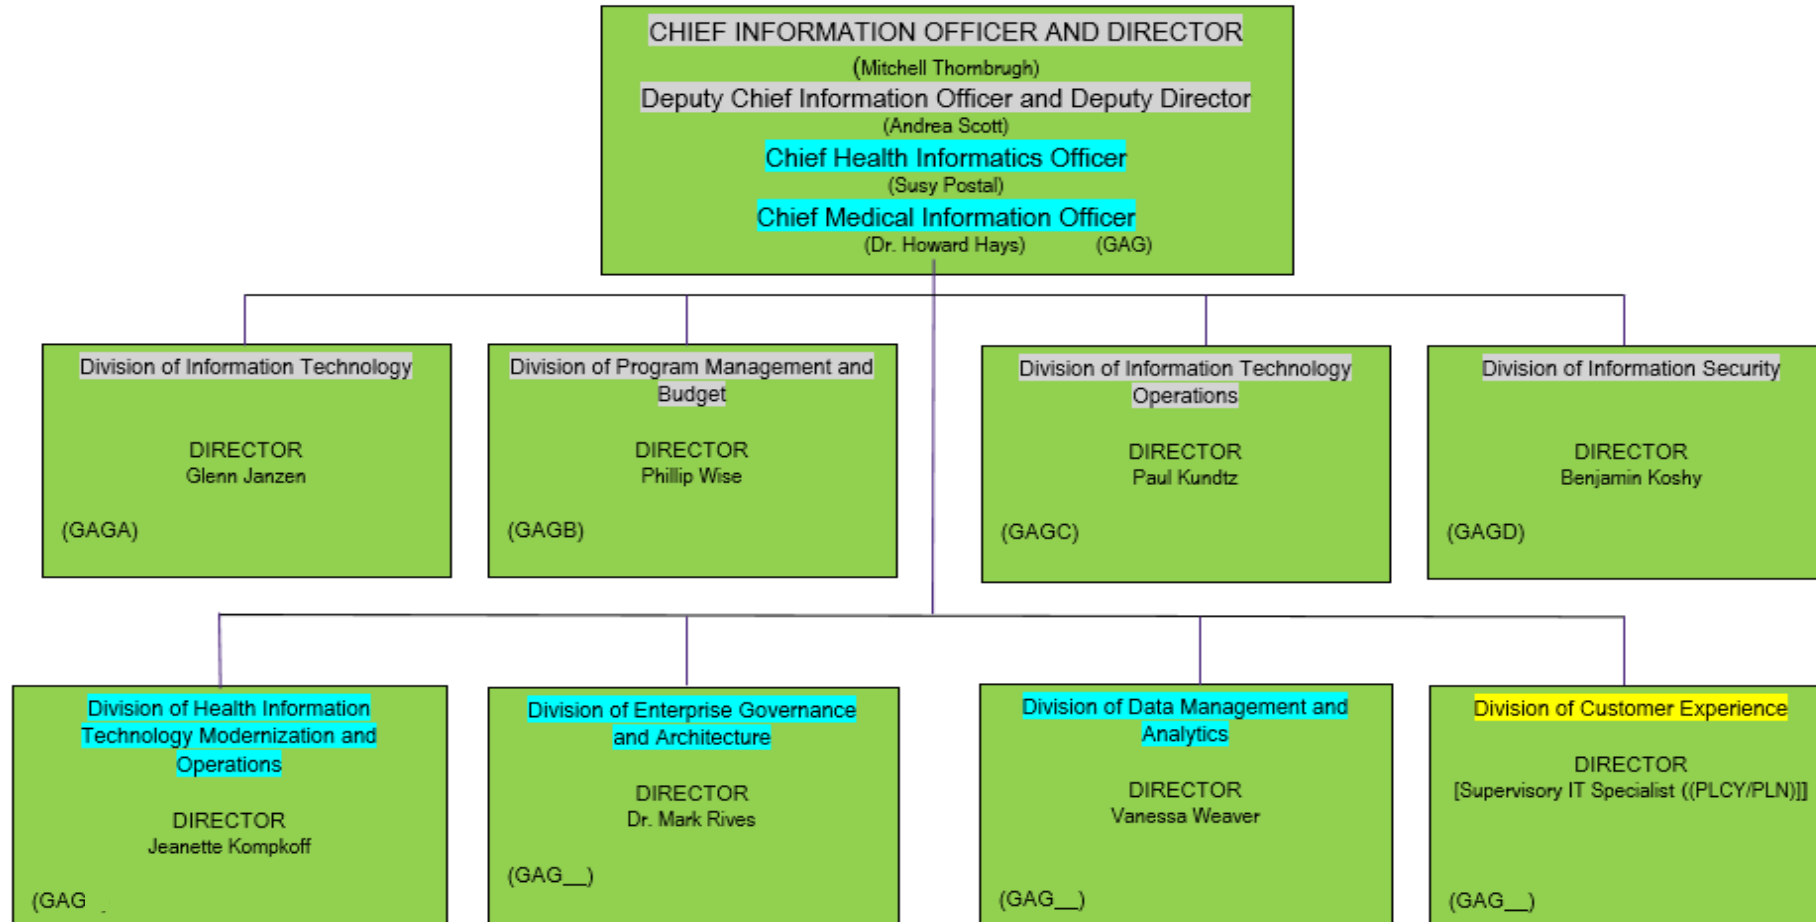 CHIEF INFORMATION OFFICER AND DIRECTOR
(Mitchell Thornbrugh)
Deputy Chief Information Officer and Deputy Director
(Andrea Scott)
Chief Health Informatics Officer
(Susy Postal)
Chief Medical Information Officer
(Dr. Howard Hays) (GAG)
Division of Information Technology
DIRECTOR
Glenn Janzen
(GAGA)
Division of Program Management and
Budget
DIRECTOR
Phillip Wise
(GAGB)
Division of Information Technology
Operations
DIRECTOR
Paul Kundtz
(GAGC)
Division of Information Security
DIRECTOR
Benjamin Koshy
(GAGD)
Division of Health Information
Technology Modernization and
Operations
DIRECTOR
Jeanette Kompkoff
(GAG
Division of Enterprise Governance
and Architecture
DIRECTOR
Dr. Mark Rives
(GAG__)
Division of Data Management and
Analytics
DIRECTOR
Vanessa Weaver
(GAG__)
Division of Customer Experience
DIRECTOR
[Supervisory IT Specialist ((PLCY/PLN)]]
(GAG__)